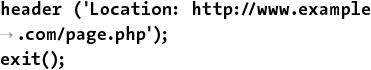 header ('Location: http://www.example
→ .com/page.php');
exit();